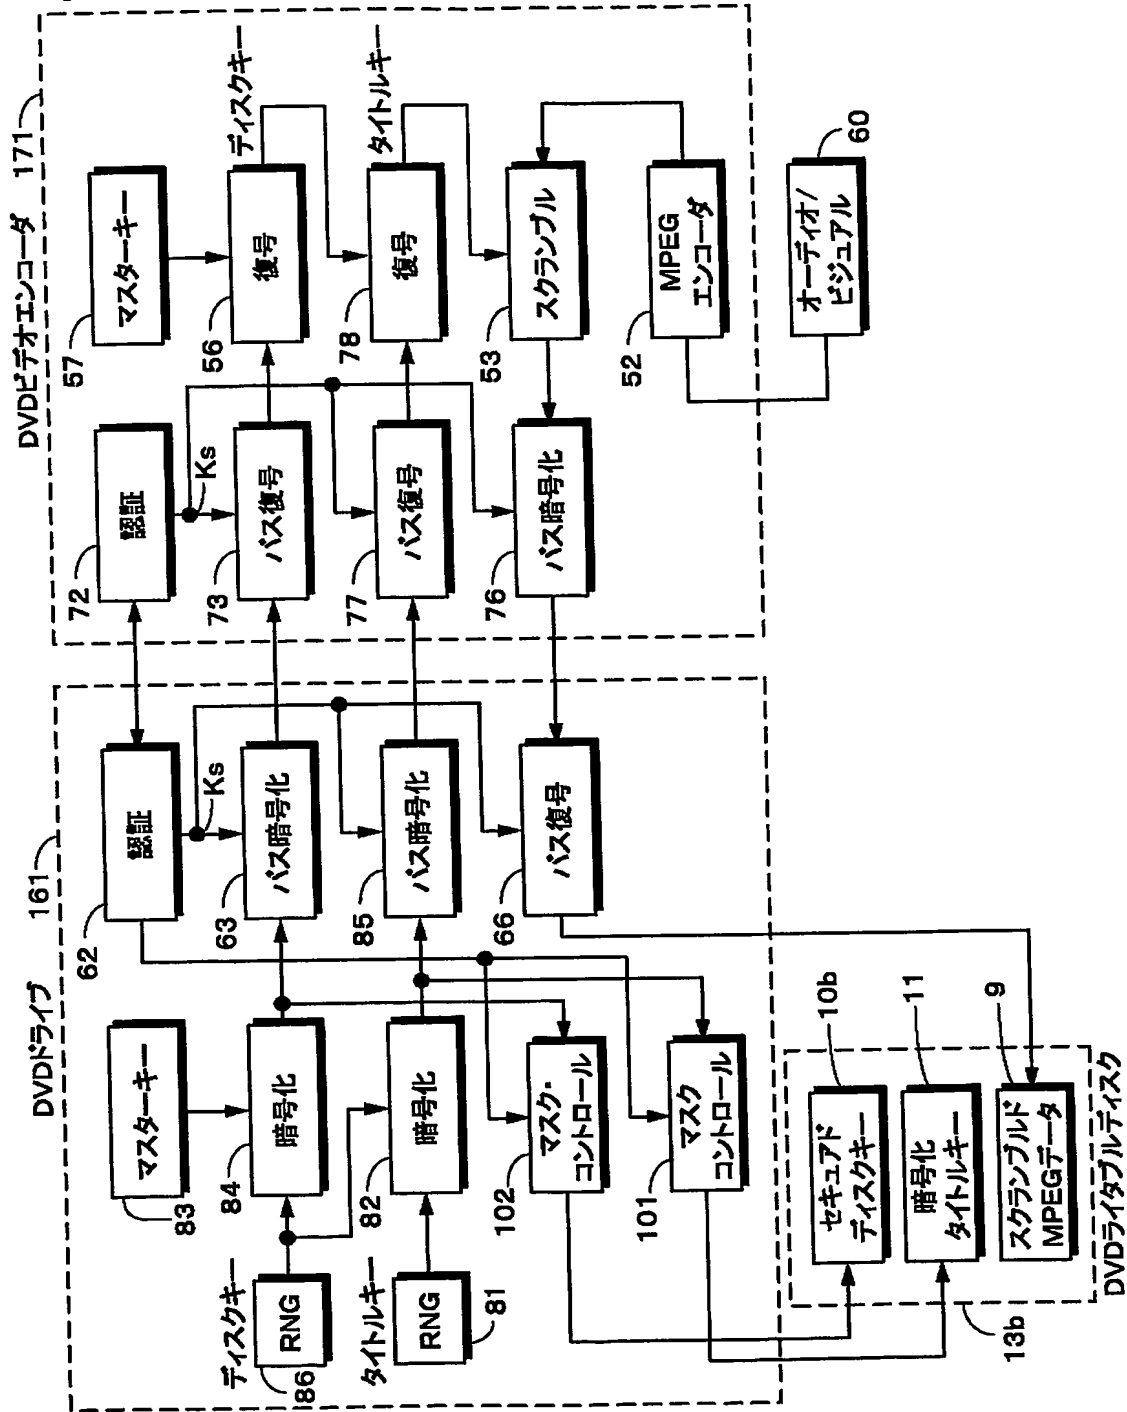 DVDドライブ
161
DVDビデオエンコーダ
171
マスターキー
83
認証
62
認証
72
マスターキー
57
Ks
Ks
ディスクキー
RNG
86
暗号化
84
バス暗号化
63
バス復号
73
復号
56
ディスクキー
タイトルキー
RNG
81
暗号化
82
バス暗号化
85
バス復号
77
復号
78
タイトルキー
マスク・
コントロール
102
バス復号
66
バス暗号化
76
スクランブル
53
マスク
コントロール
101
MPEG
エンコーダ
52
オーディオ/
ビジュアル
60
セキュアド
ディスクキー
10b
暗号化
タイトルキー
11
スクランブルド
MPEGデータ
9
13b
DVDライタブルディスク